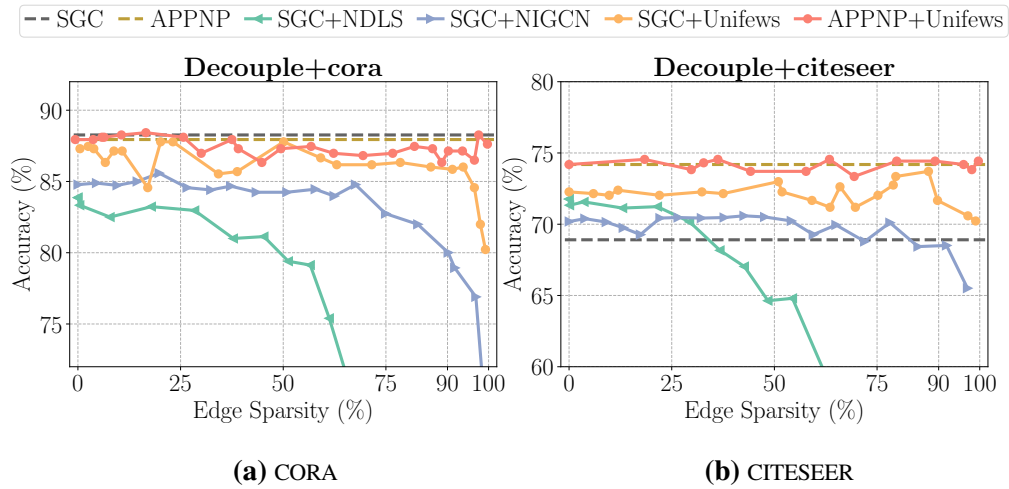 SGC APPNP SGC+NDLS SGC+NIGCN SGC+Unifews APPNP+Unifews
Decouple+cora
90
85
80
75
Accuracy (%)
0 25 50 75 90 100
Edge Sparsity (%)
(a) CORA
Decouple+citeseer
80
75
70
65
60
Accuracy (%)
0 25 50 75 90 100
Edge Sparsity (%)
(b) CITESEER